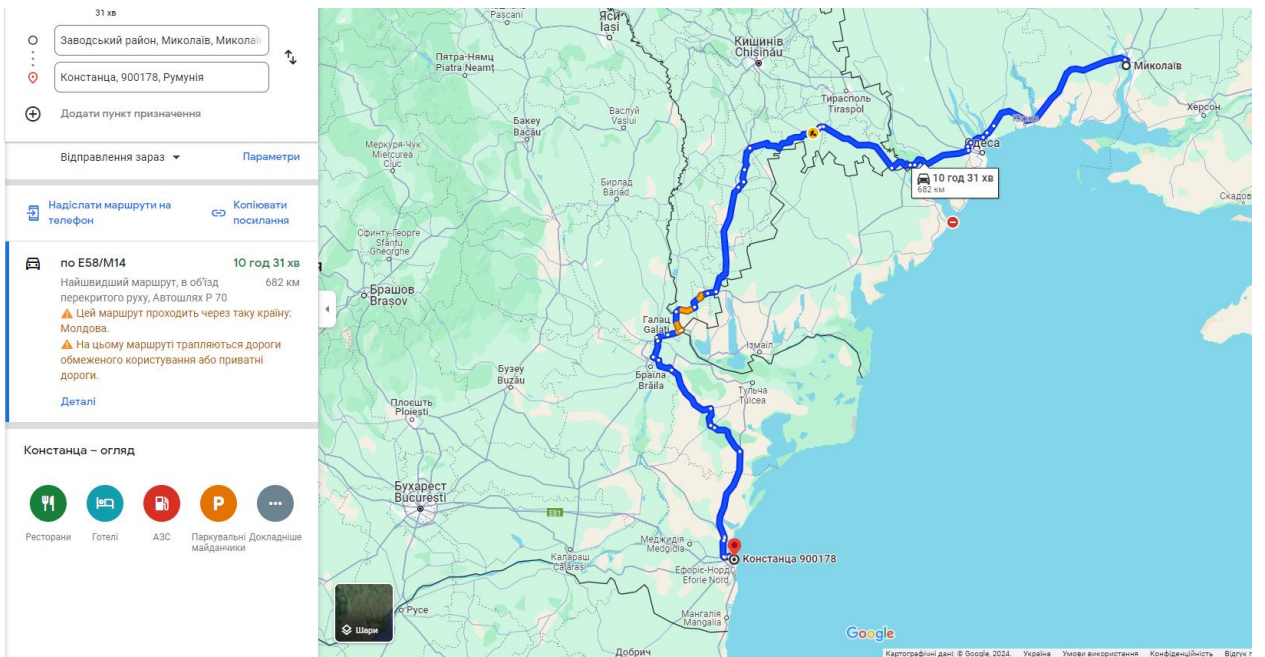 31 хв
Заводський район, Миколаїв, Миколаї
Констанца, 900178, Румунія
Додати пункт призначення
Відправлення зараз
Параметри
Надіслати маршрути на
телефон
Копіювати
посилання
по E58/M14
10 год 31 хв
Найшвидший маршрут, в об'їзд
682 км
перекритого руху, Автошлях Р 70
Цей маршрут проходить через таку країну:
Молдова.
На цьому маршруті трапляються дороги
обмеженого користування або приватні
дороги.
Деталі
Констанца – огляд
Ресторани
Готелі
АЗС
P
Паркувальні
майданчики
Докладніше
Pașcani
Яси
Iași
Кишинів
Chișinău
Пятра-Нямц
Piatra Neamț
Миколаїв
Тирасполь
Tiraspol
Херсон
Васлуй
Vaslui
Бакеу
Bacău
Одеса
Меркуря-Чук
Miercurea
Ciuc
10 год 31 хв
682 км
Бирлад
Bârlad
Скадов
Сфинту-Георге
Sfântu
Gheorghe
Брашов
Brașov
Галац
Galați
Ізмаїл
Бузеу
Buzău
Браїла
Brăila
Тульча
Tulcea
Плоєшть
Ploiești
Бухарест
București
E81
Меджидія
Medgidia
Констанца 900178
Калараш
Călărași
Ефоріє-Норд
Eforie Nord
Русе
Мангалія
Mangalia
Шари
Google
Добрич
Картографічні дані: © Google, 2024.
Україна
Умови використання
Конфіденційність
Відгук п